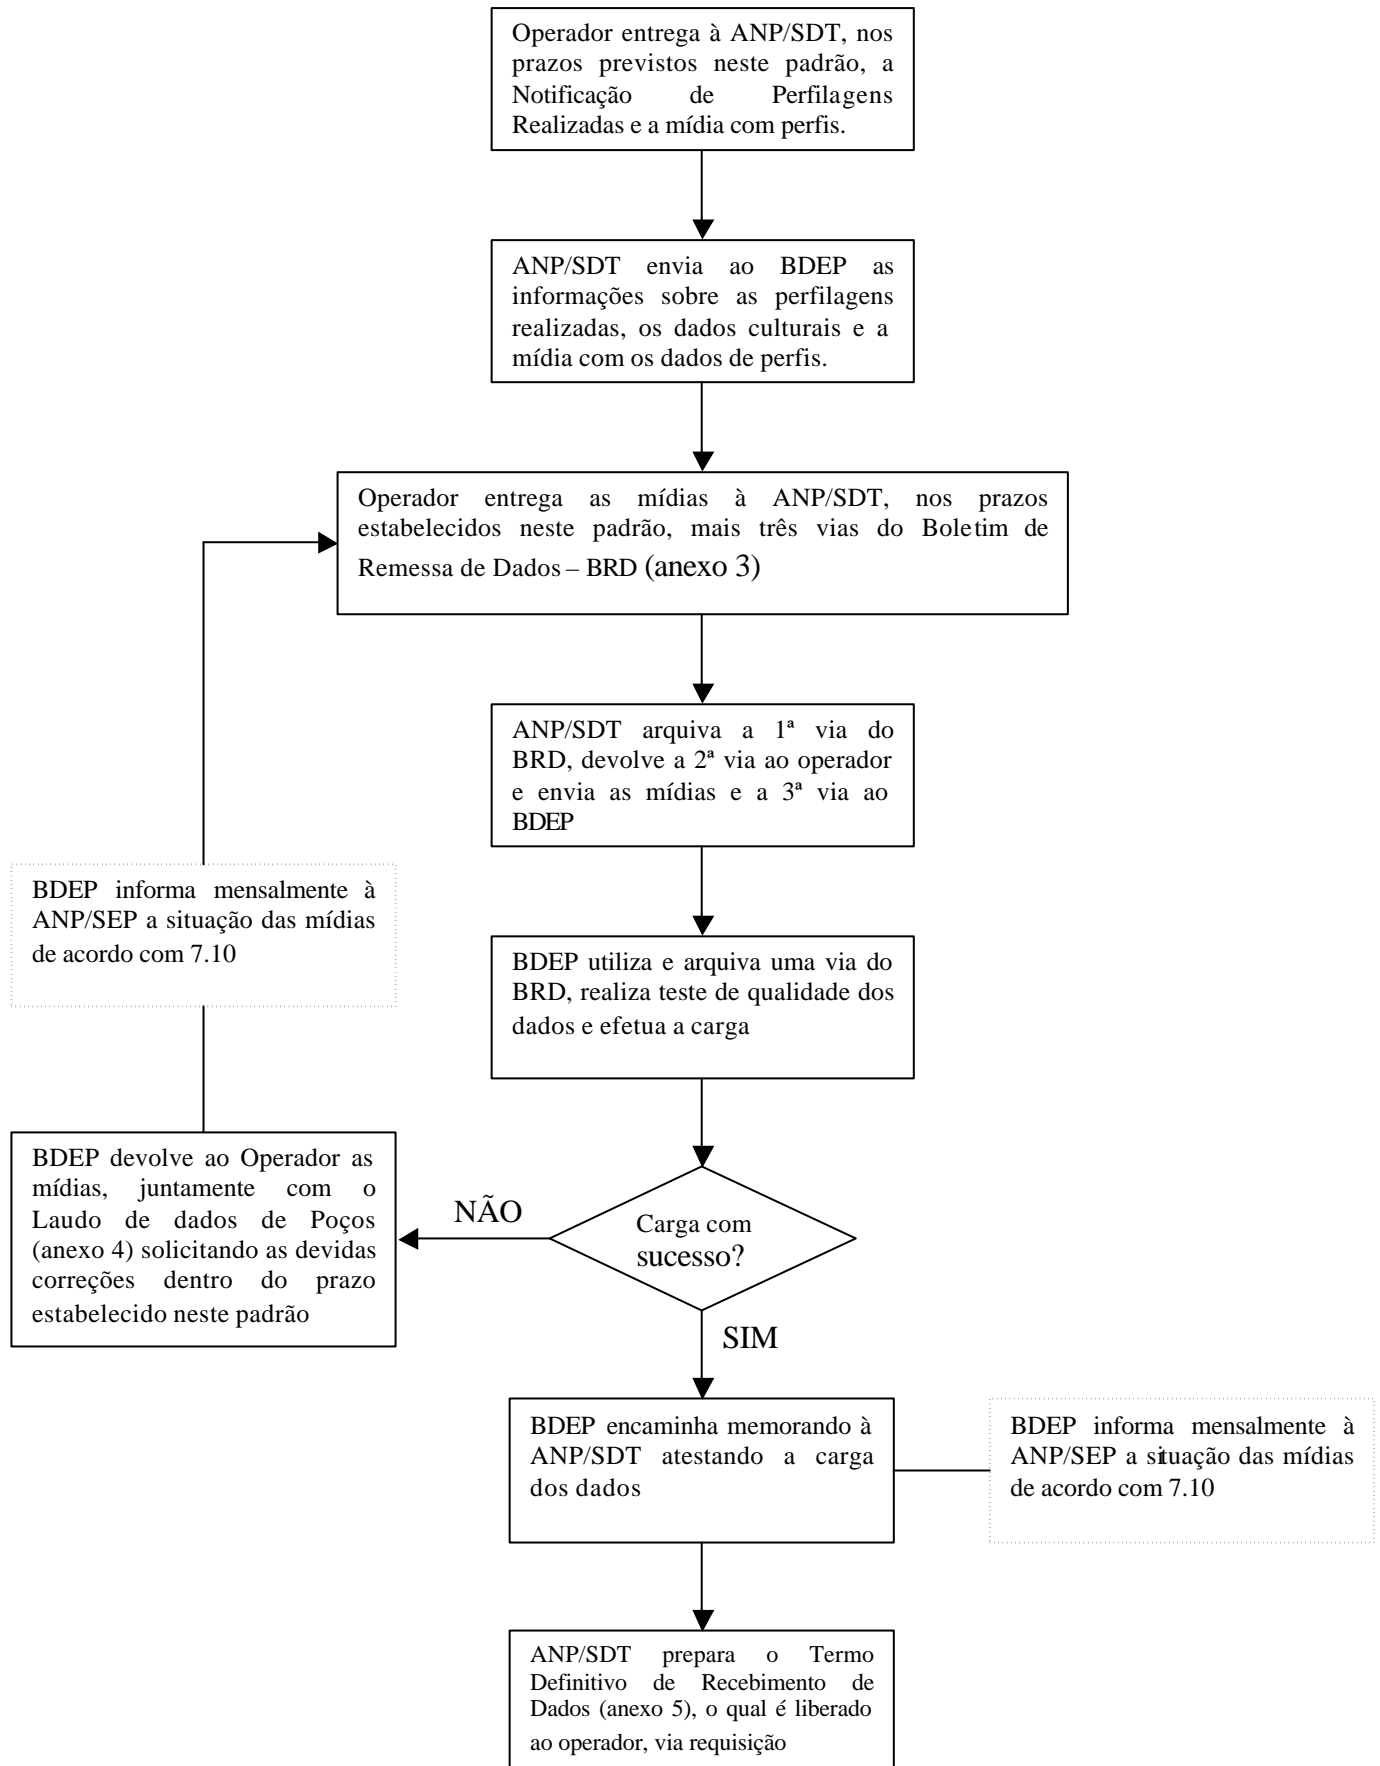 Operador entrega à ANP/SDT, nos
prazos previstos neste padrão, a
Notificação de Perfilagens
Realizadas e a mídia com perfis.
ANP/SDT envia ao BDEP as
informações sobre as perfilagens
realizadas, os dados culturais e a
mídia com os dados de perfis.
Operador entrega as mídias à ANP/SDT, nos prazos
estabelecidos neste padrão, mais três vias do Boletim de
Remessa de Dados – BRD (anexo 3)
ANP/SDT arquiva a 1ª via do
BRD, devolve a 2ª via ao operador
e envia as mídias e a 3ª via ao
BDEP
BDEP informa mensalmente à
ANP/SEP a situação das mídias
de acordo com 7.10
BDEP utiliza e arquiva uma via do
BRD, realiza teste de qualidade dos
dados e efetua a carga
BDEP devolve ao Operador as
mídias, juntamente com o
Laudo de dados de Poços
(anexo 4) solicitando as devidas
correções dentro do prazo
estabelecido neste padrão
NÃO
Carga com
sucesso?
SIM
BDEP encaminha memorando à
ANP/SDT atestando a carga
dos dados
BDEP informa mensalmente à
ANP/SEP a situação das mídias
de acordo com 7.10
ANP/SDT prepara o Termo
Definitivo de Recebimento de
Dados (anexo 5), o qual é liberado
ao operador, via requisição